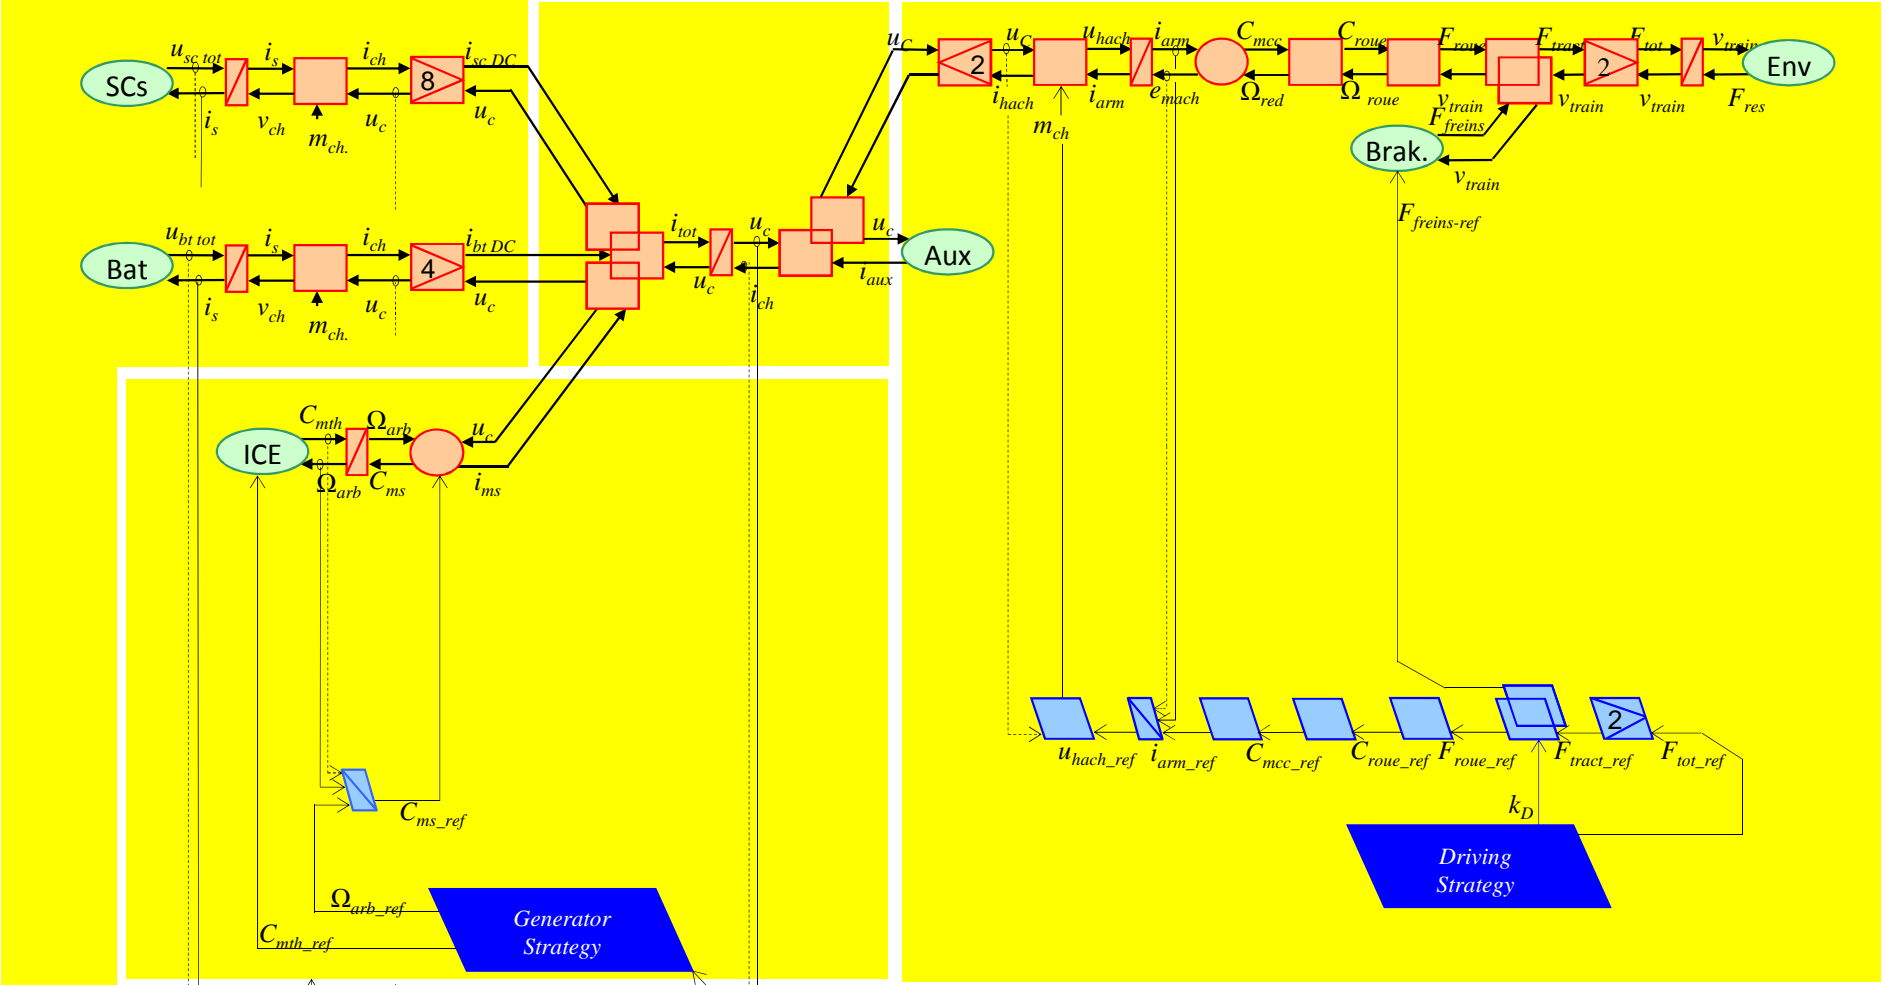 u_sc tot i_s i_ch i_sc DC
SCs 8
i_s v_ch m_ch. u_c u_c
u_bt tot i_s i_ch i_bt DC
Bat 4
i_s v_ch m_ch. u_c u_c
i_tot u_c u_c
u_c i_ch i_aux
Aux
u_C u_C u_hach i_arm C_mcc C_roue F_roue F_tract F_tot v_train
2 2 Env
i_hach i_arm e_mach Ω_red Ω roue v_train v_train v_train F_res
m_ch F_freins
Brak.
v_train
F_freins-ref
C_mth Ω_arb u_c
ICE
Ω_arb C_ms i_ms
2
u_hach_ref i_arm_ref C_mcc_ref C_roue_ref F_roue_ref F_tract_ref F_tot_ref
C_ms_ref
k_D
Driving
Strategy
Ω_arb_ref
C_mth_ref
Generator
Strategy